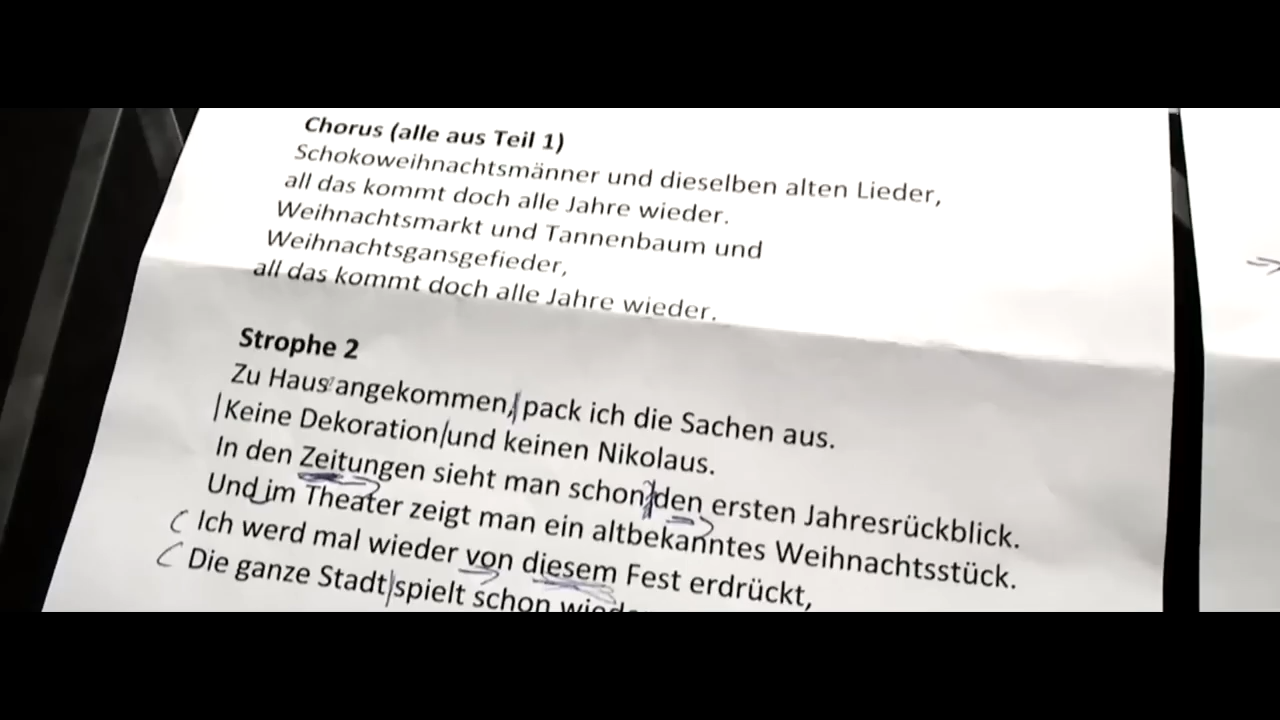 Chorus (alle aus Teil 1)
Schokoweihnachtsmänner und dieselben alten Lieder,
all das kommt doch alle Jahre wieder.
Weihnachtsmarkt und Tannenbaum und
Weihnachtsgansgefieder,
all das kommt doch alle Jahre wieder.
Strophe 2
Zu Haus angekommen, pack ich die Sachen aus.
Keine Dekoration und keinen Nikolaus.
In den Zeitungen sieht man schon den ersten Jahresrückblick.
Und im Theater zeigt man ein altbekanntes Weihnachtsstück.
Ich werd mal wieder von diesem Fest erdrückt,
Die ganze Stadt spielt schon